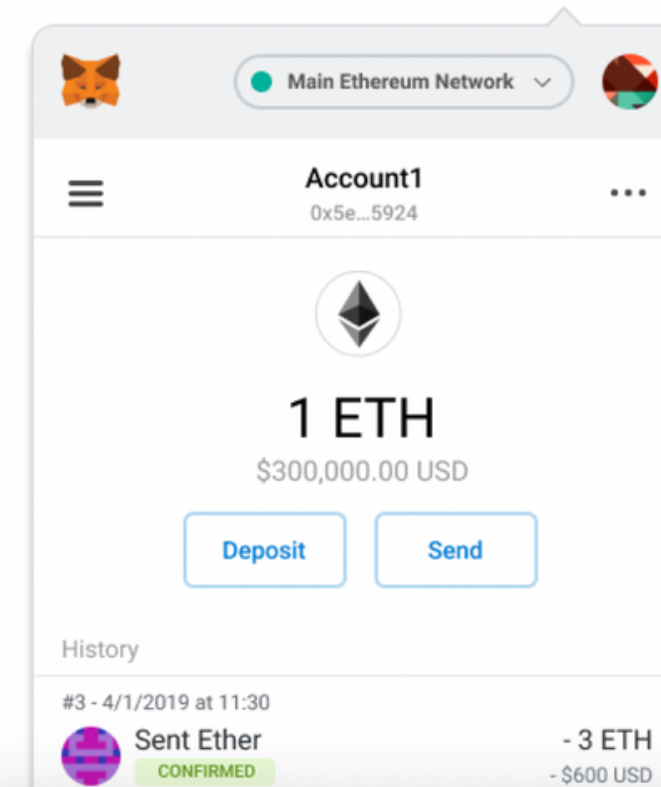 Main Ethereum Network
Account1
0x5e...5924
1 ETH
$300,000.00 USD
Deposit Send
History
#3 - 4/1/2019 at 11:30
Sent Ether - 3 ETH
CONFIRMED - $600 USD